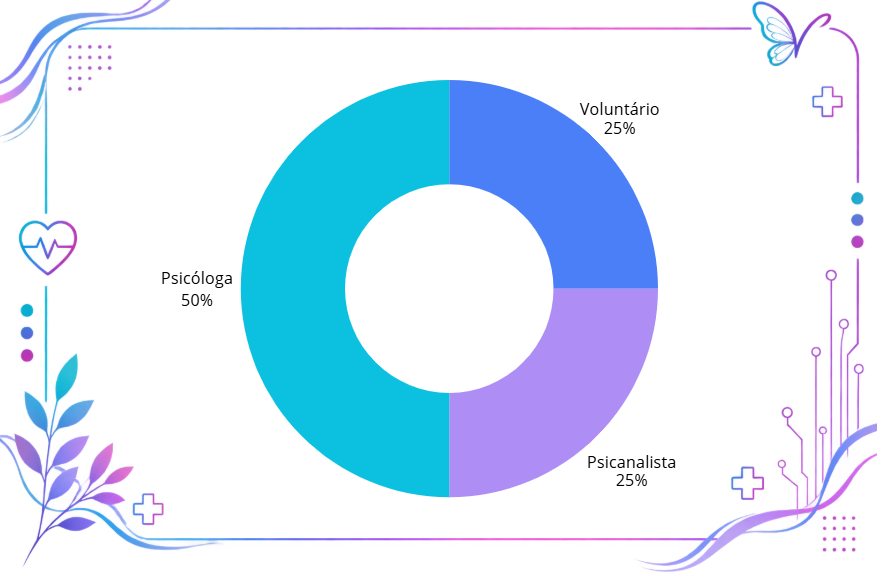 Voluntário
25%
Psicóloga
50%
Psicanalista
25%